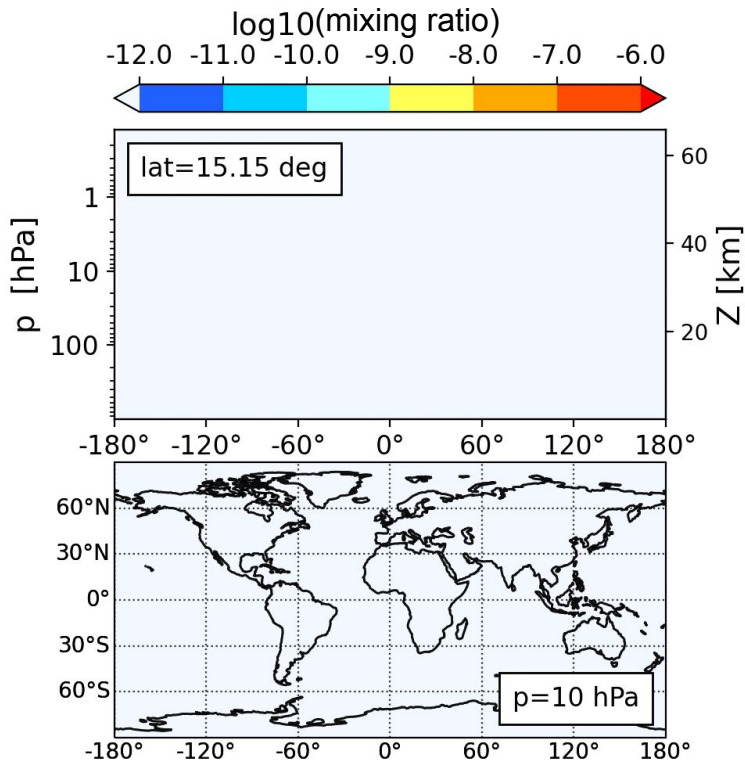 log10(mixing ratio)
-12.0 -11.0 -10.0 -9.0 -8.0 -7.0 -6.0
lat=15.15 deg
p [hPa]
1
10
100
Z [km]
60
40
20
-180° -120° -60° 0° 60° 120° 180°
60°N
30°N
0°
30°S
60°S
p=10 hPa
-180° -120° -60° 0° 60° 120° 180°